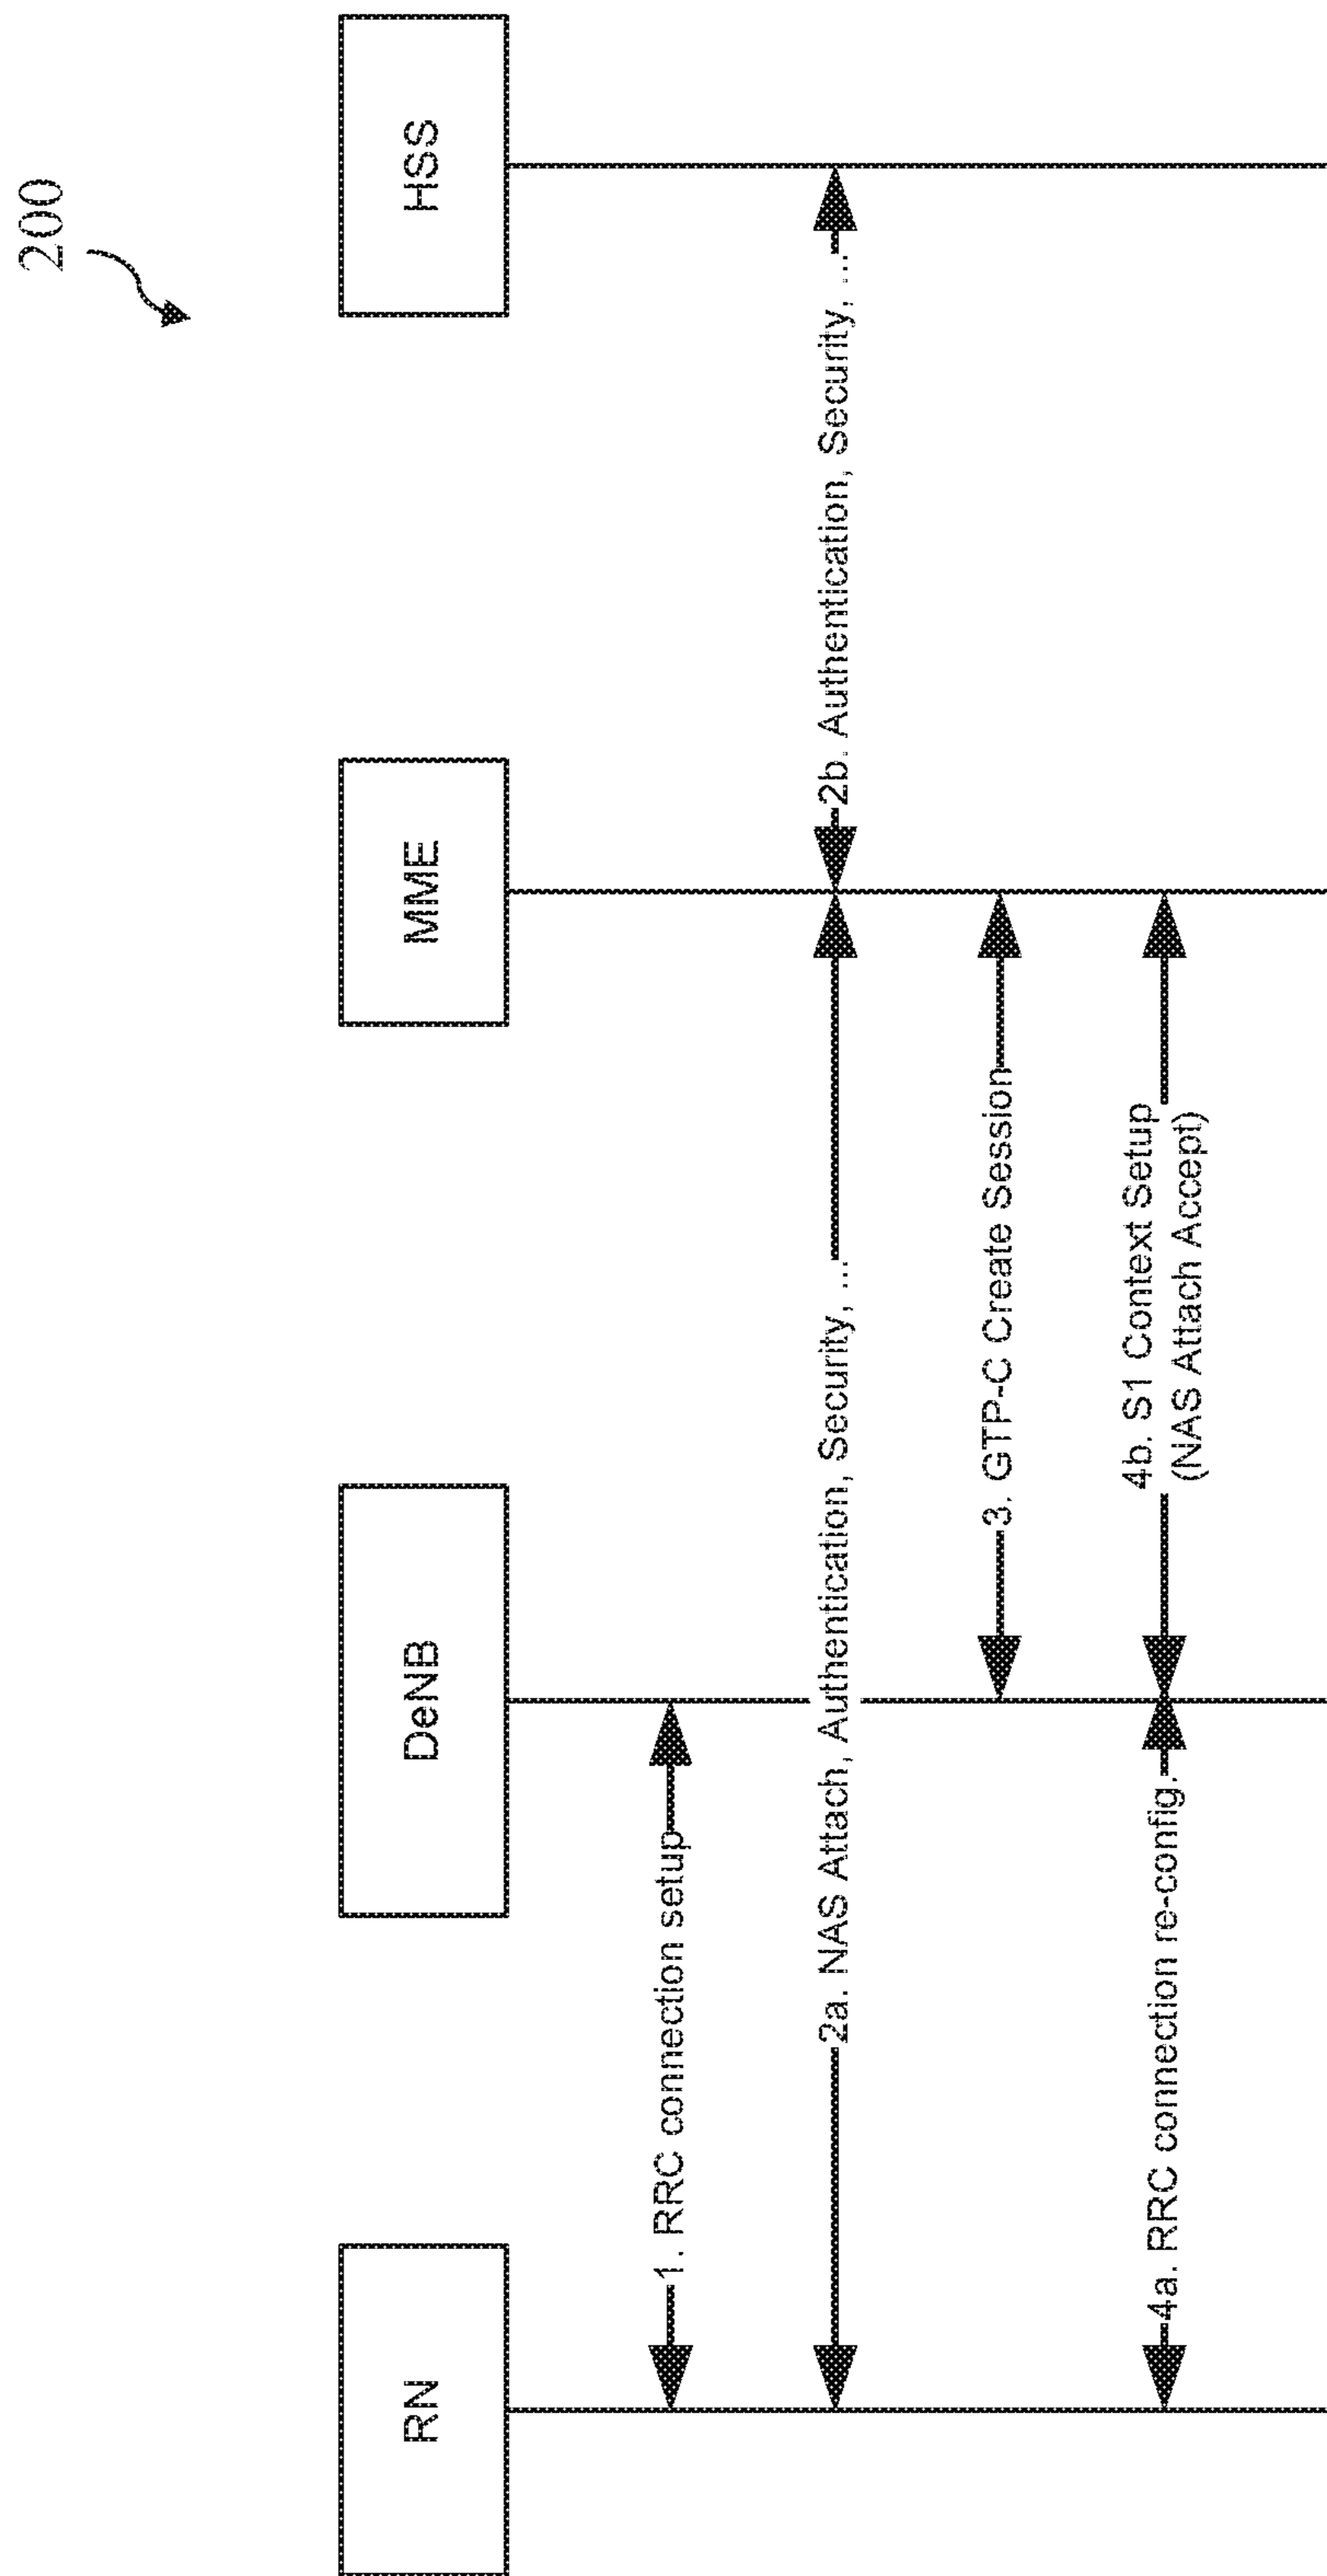 200
RN
DeNB
MME
HSS
1. RRC connection setup
2a. NAS Attach, Authentication, Security, ...
2b. Authentication, Security, ...
3. GTP-C Create Session
4a. RRC connection re-config.
4b. S1 Context Setup
(NAS Attach Accept)